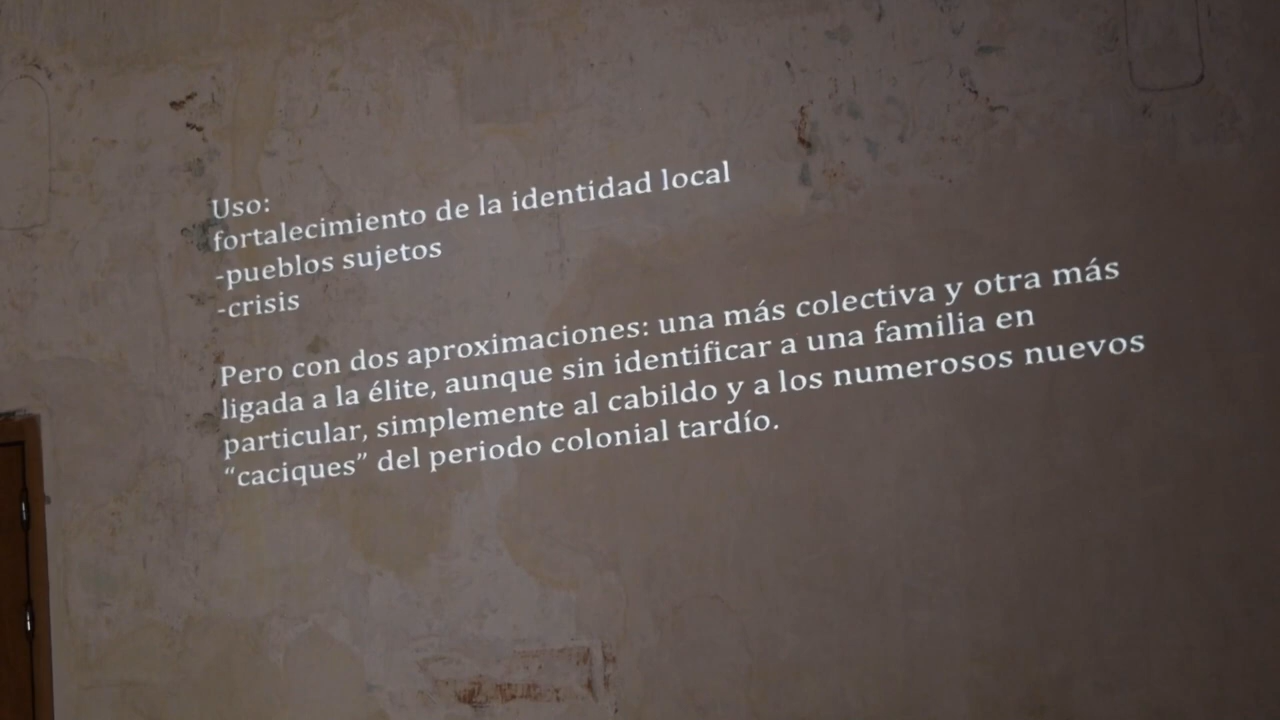 Uso:
fortalecimiento de la identidad local
-pueblos sujetos
-crisis
Pero con dos aproximaciones: una más colectiva y otra más
ligada a la élite, aunque sin identificar a una familia en
particular, simplemente al cabildo y a los numerosos nuevos
“caciques” del periodo colonial tardío.